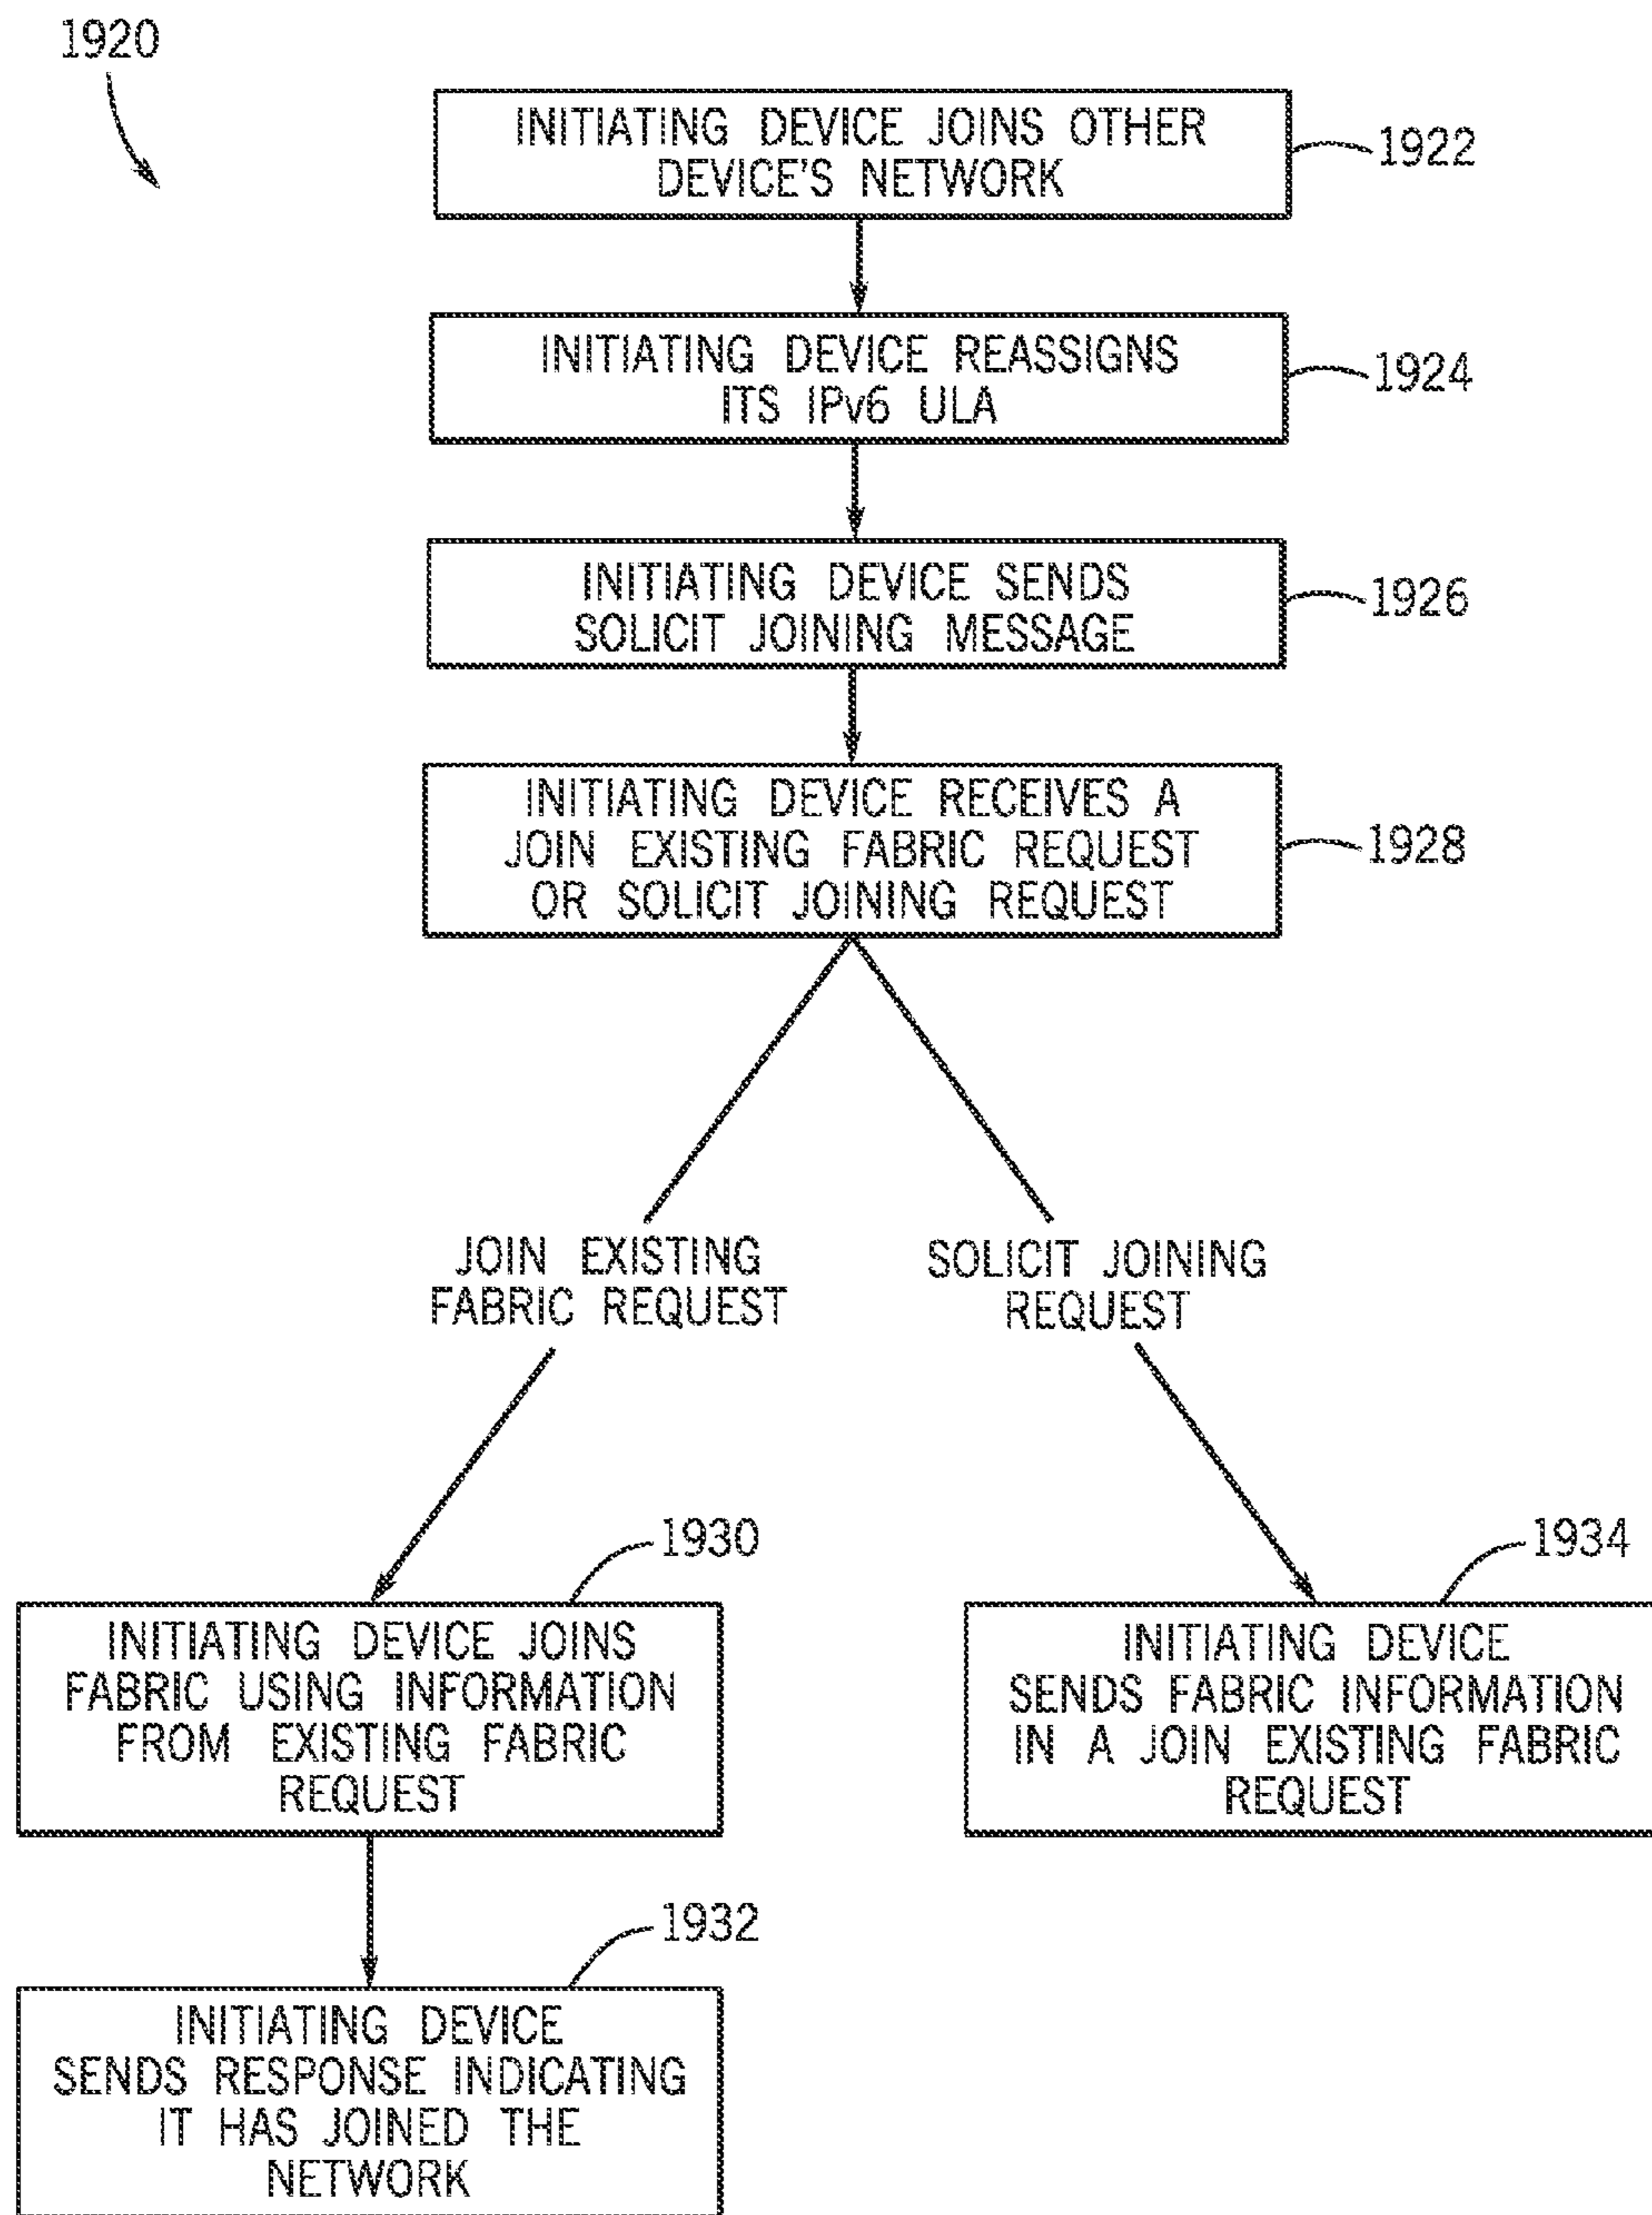 1920
INITIATING DEVICE JOINS OTHER
DEVICE'S NETWORK
1922
INITIATING DEVICE REASSIGNS
ITS IPv6 ULA
1924
INITIATING DEVICE SENDS
SOLICIT JOINING MESSAGE
1926
INITIATING DEVICE RECEIVES A
JOIN EXISTING FABRIC REQUEST
OR SOLICIT JOINING REQUEST
1928
JOIN EXISTING
FABRIC REQUEST
SOLICIT JOINING
REQUEST
1930
INITIATING DEVICE JOINS
FABRIC USING INFORMATION
FROM EXISTING FABRIC
REQUEST
1934
INITIATING DEVICE
SENDS FABRIC INFORMATION
IN A JOIN EXISTING FABRIC
REQUEST
1932
INITIATING DEVICE
SENDS RESPONSE INDICATING
IT HAS JOINED THE
NETWORK